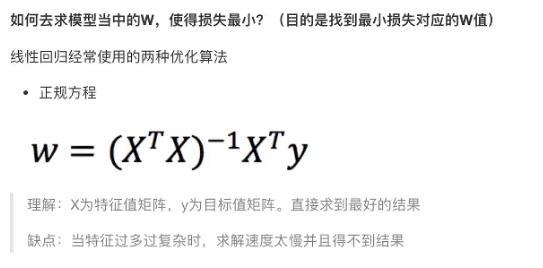 如何去求模型当中的W，使得损失最小？（目的是找到最小损失对应的W值）
线性回归经常使用的两种优化算法
• 正规方程
w = (XᵀX)⁻¹Xᵀy
理解：X为特征值矩阵，y为目标值矩阵。直接求到最好的结果
缺点：当特征过多过复杂时，求解速度太慢并且得不到结果